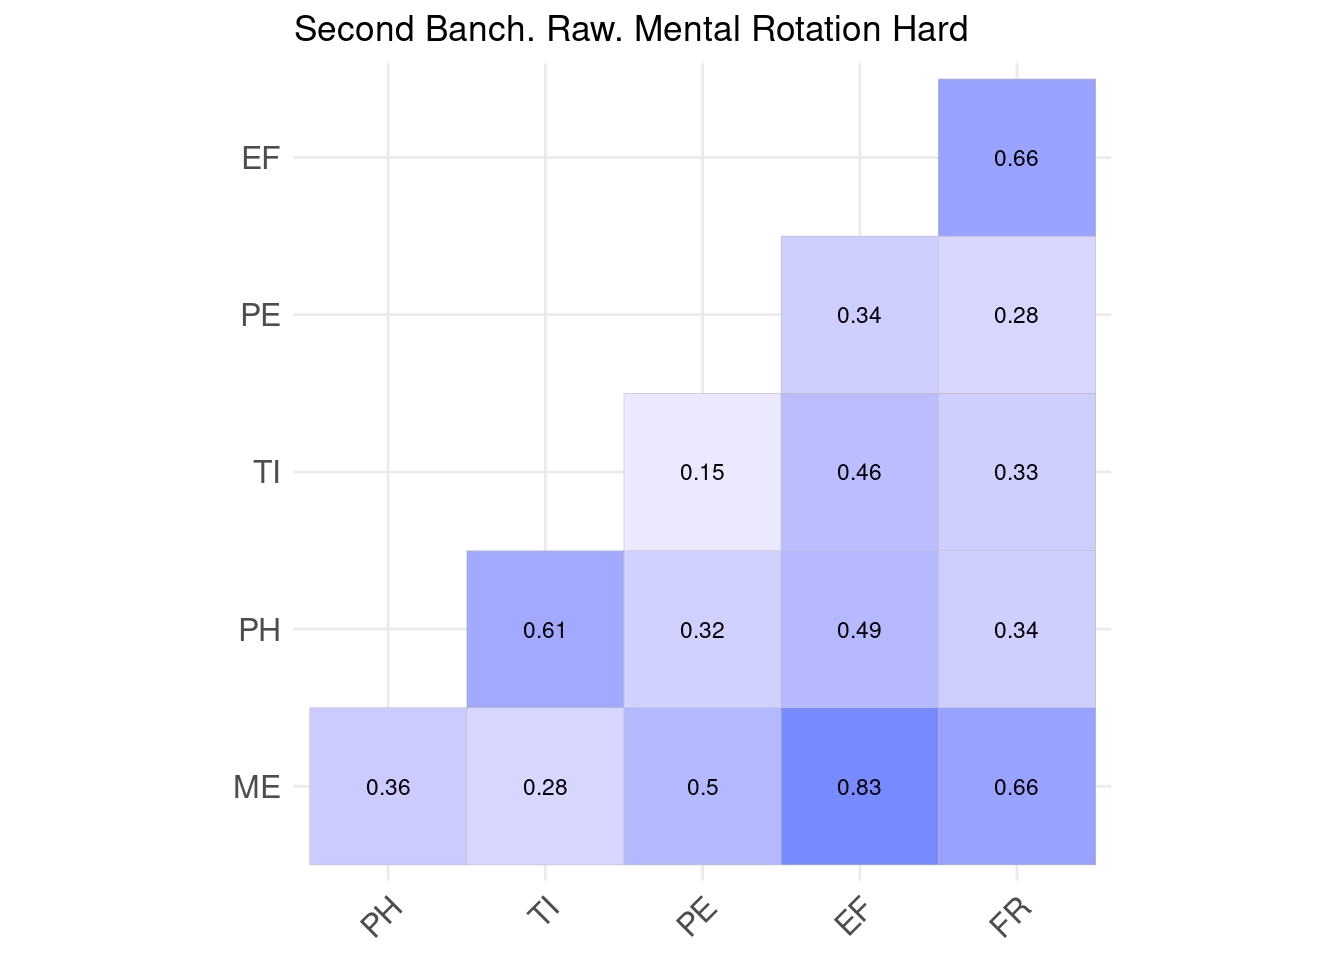 Second Banch. Raw. Mental Rotation Hard
EF 0.66
PE 0.34 0.28
TI 0.15 0.46 0.33
PH 0.61 0.32 0.49 0.34
ME 0.36 0.28 0.5 0.83 0.66
PH TI PE EF FR